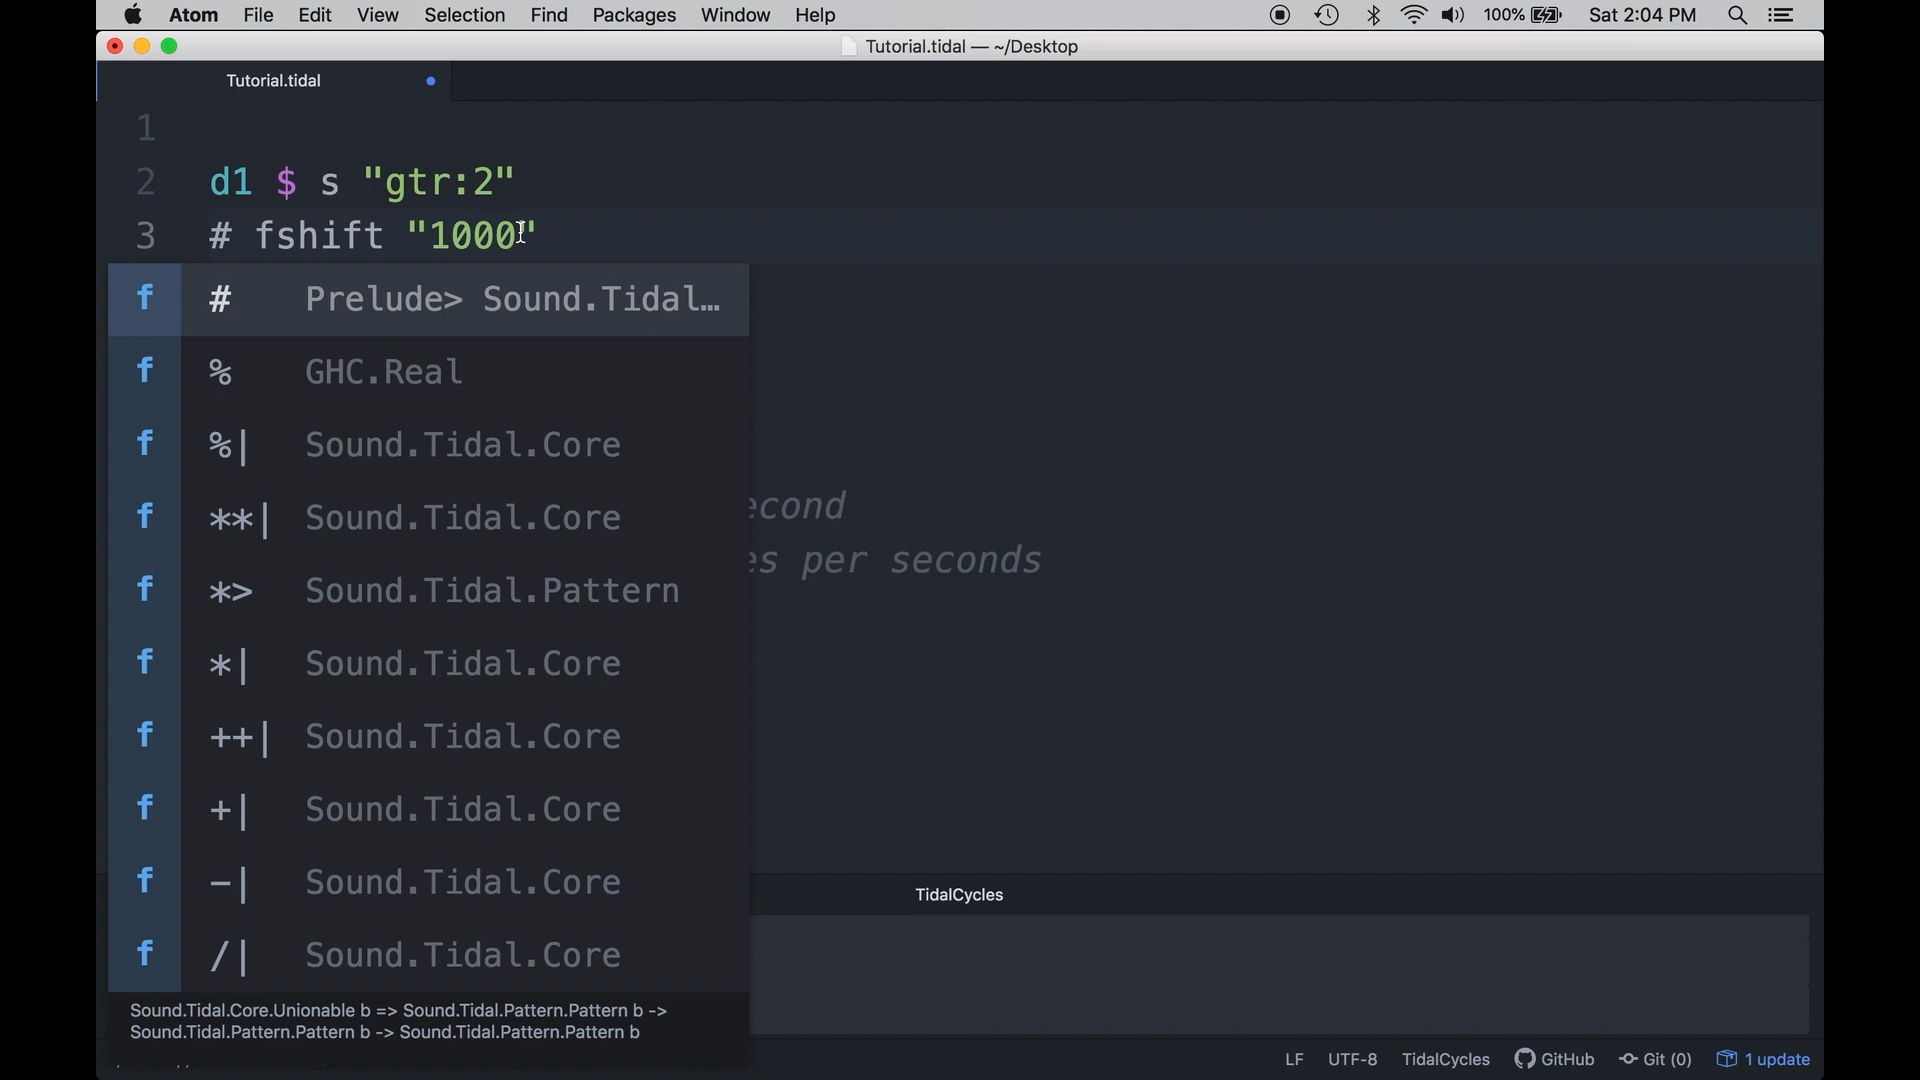 Atom File Edit View Selection Find Packages Window Help 100% Sat 2:04 PM
Tutorial.tidal — ~/Desktop
Tutorial.tidal
1
2 d1 $ s "gtr:2"
3 # fshift "1000"
f # Prelude> Sound.Tidal…
f % GHC.Real
f %| Sound.Tidal.Core
f **| Sound.Tidal.Core
econd
f *> Sound.Tidal.Pattern
es per seconds
f *| Sound.Tidal.Core
f ++| Sound.Tidal.Core
f +| Sound.Tidal.Core
f -| Sound.Tidal.Core
TidalCycles
f /| Sound.Tidal.Core
Sound.Tidal.Core.Unionable b => Sound.Tidal.Pattern.Pattern b ->
Sound.Tidal.Pattern.Pattern b -> Sound.Tidal.Pattern.Pattern b
LF UTF-8 TidalCycles GitHub Git (0) 1 update